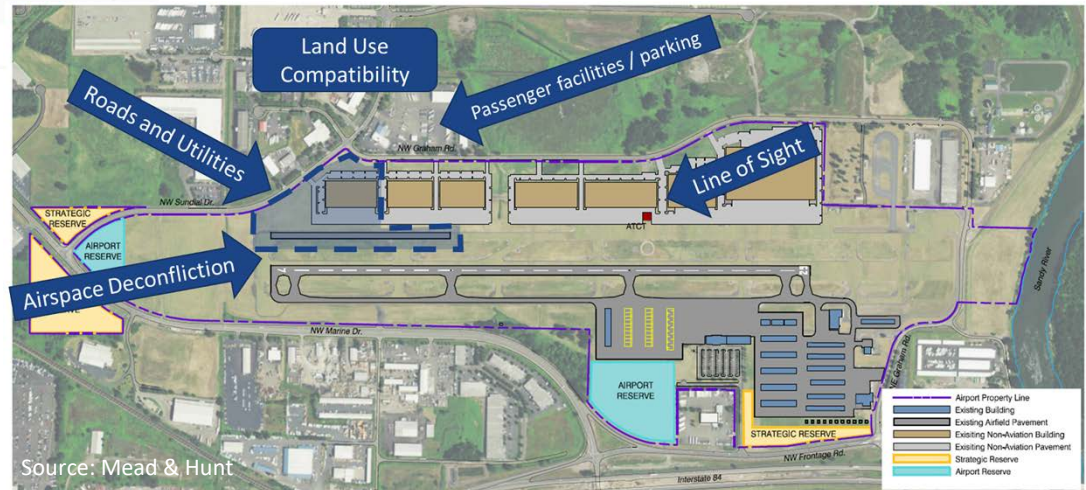 Land Use
Compatibility
Passenger facilities / parking
Roads and Utilities
NW Graham Rd.
Line of Sight
NW Sundial Dr.
STRATEGIC
RESERVE
AIRPORT
RESERVE
ATCT
Airspace Deconfliction
Sandy River
NW Marine Dr.
NE Graham Rd.
AIRPORT
RESERVE
STRATEGIC RESERVE
NW Frontage Rd.
Interstate 84
Airport Property Line
Existing Building
Existing Airfield Pavement
Exisiting Non-Aviation Building
Exisiting Non-Aviation Pavement
Strategic Reserve
Airport Reserve
Source: Mead & Hunt